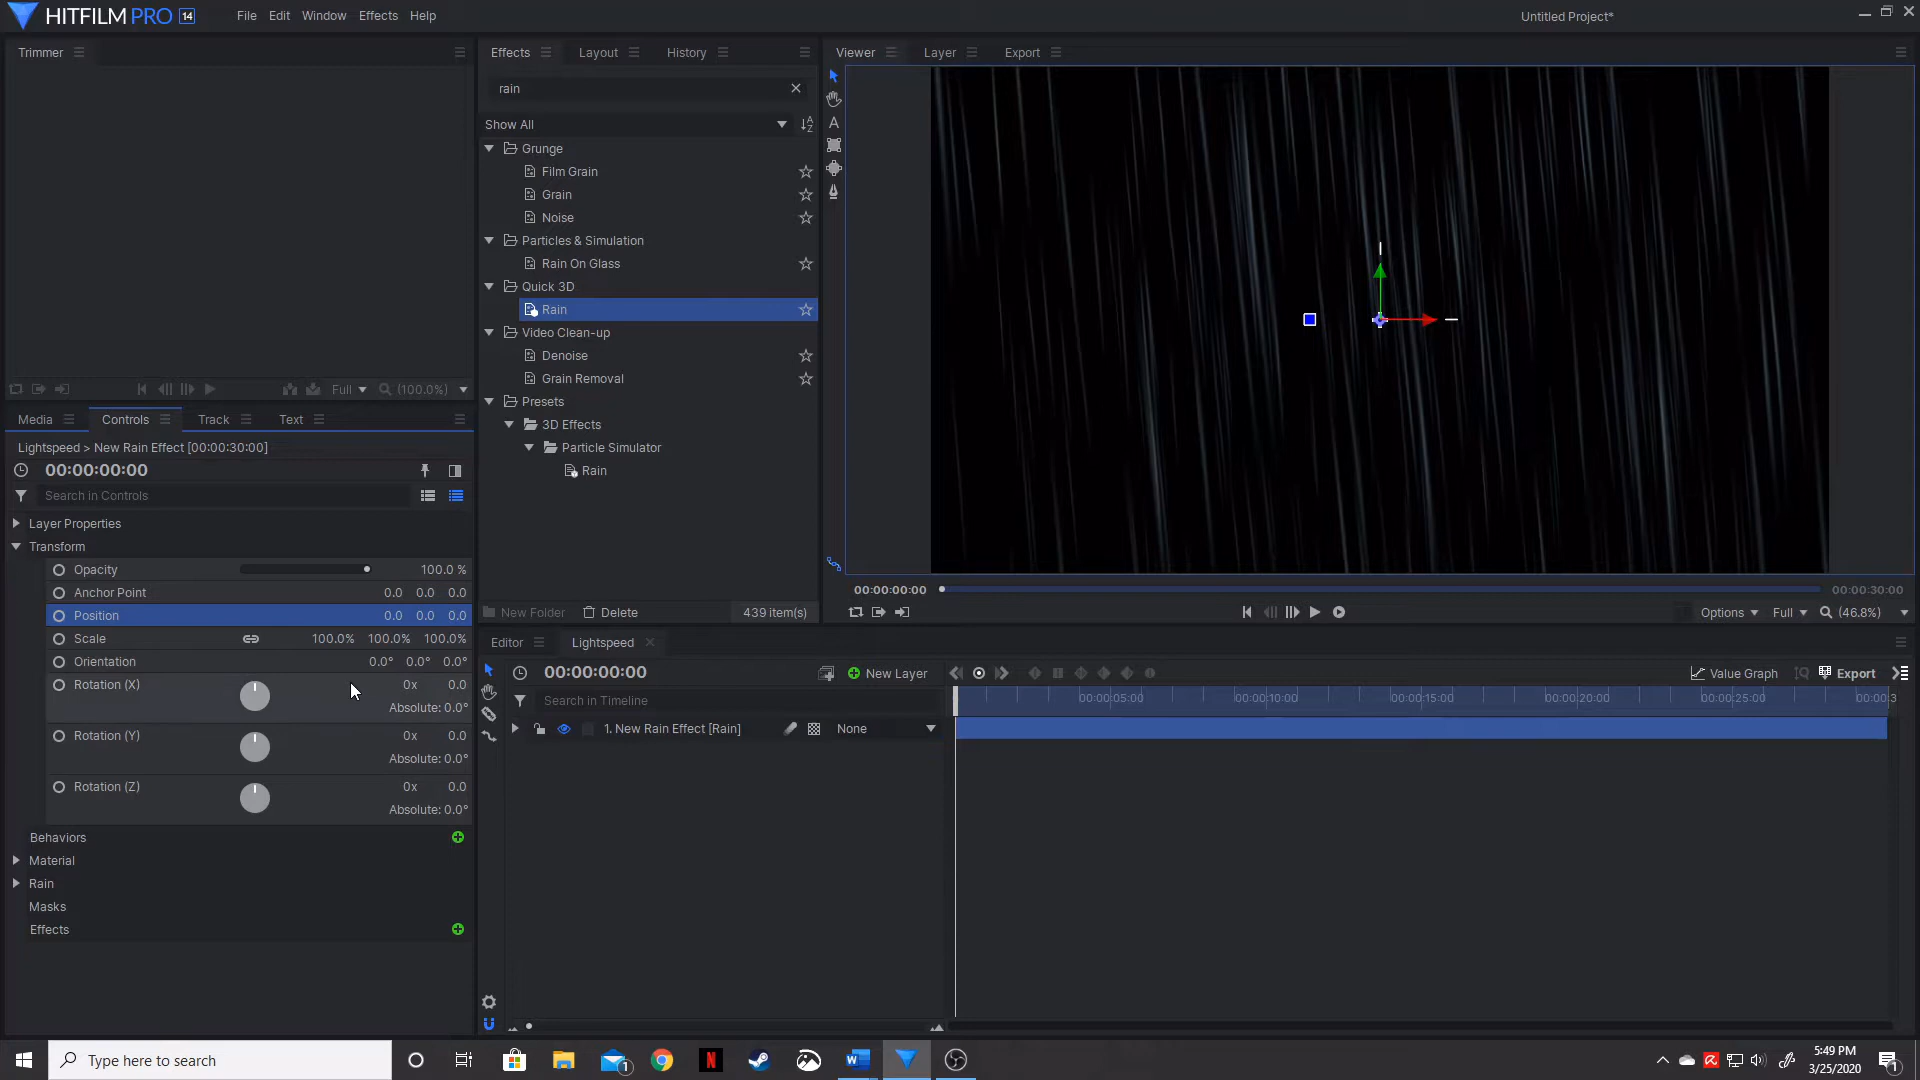 HITFILM PRO 14
File Edit Window Effects Help
Untitled Project*
Trimmer
Effects Layout History
Viewer Layer Export
rain
Show All
Grunge
Film Grain
Grain
Noise
Particles & Simulation
Rain On Glass
Quick 3D
Rain
Video Clean-up
Denoise
Grain Removal
Presets
3D Effects
Particle Simulator
Rain
Full (100.0%)
Media Controls Track Text
Lightspeed > New Rain Effect [00:00:30:00]
00:00:00:00
Search in Controls
Layer Properties
Transform
Opacity 100.0 %
Anchor Point 0.0 0.0 0.0
Position 0.0 0.0 0.0
Scale 100.0% 100.0% 100.0%
Orientation 0.0° 0.0° 0.0°
Rotation (X) 0x 0.0
Absolute: 0.0°
Rotation (Y) 0x 0.0
Absolute: 0.0°
Rotation (Z) 0x 0.0
Absolute: 0.0°
Behaviors
Material
Rain
Masks
Effects
New Folder Delete 439 item(s)
00:00:00:00 00:00:30:00
Options Full (46.8%)
Editor Lightspeed
00:00:00:00 New Layer
Value Graph Export
Search in Timeline
00:00:05:00 00:00:10:00 00:00:15:00 00:00:20:00 00:00:25:00 00:00:3
1. New Rain Effect [Rain] None
Type here to search
5:49 PM
3/25/2020